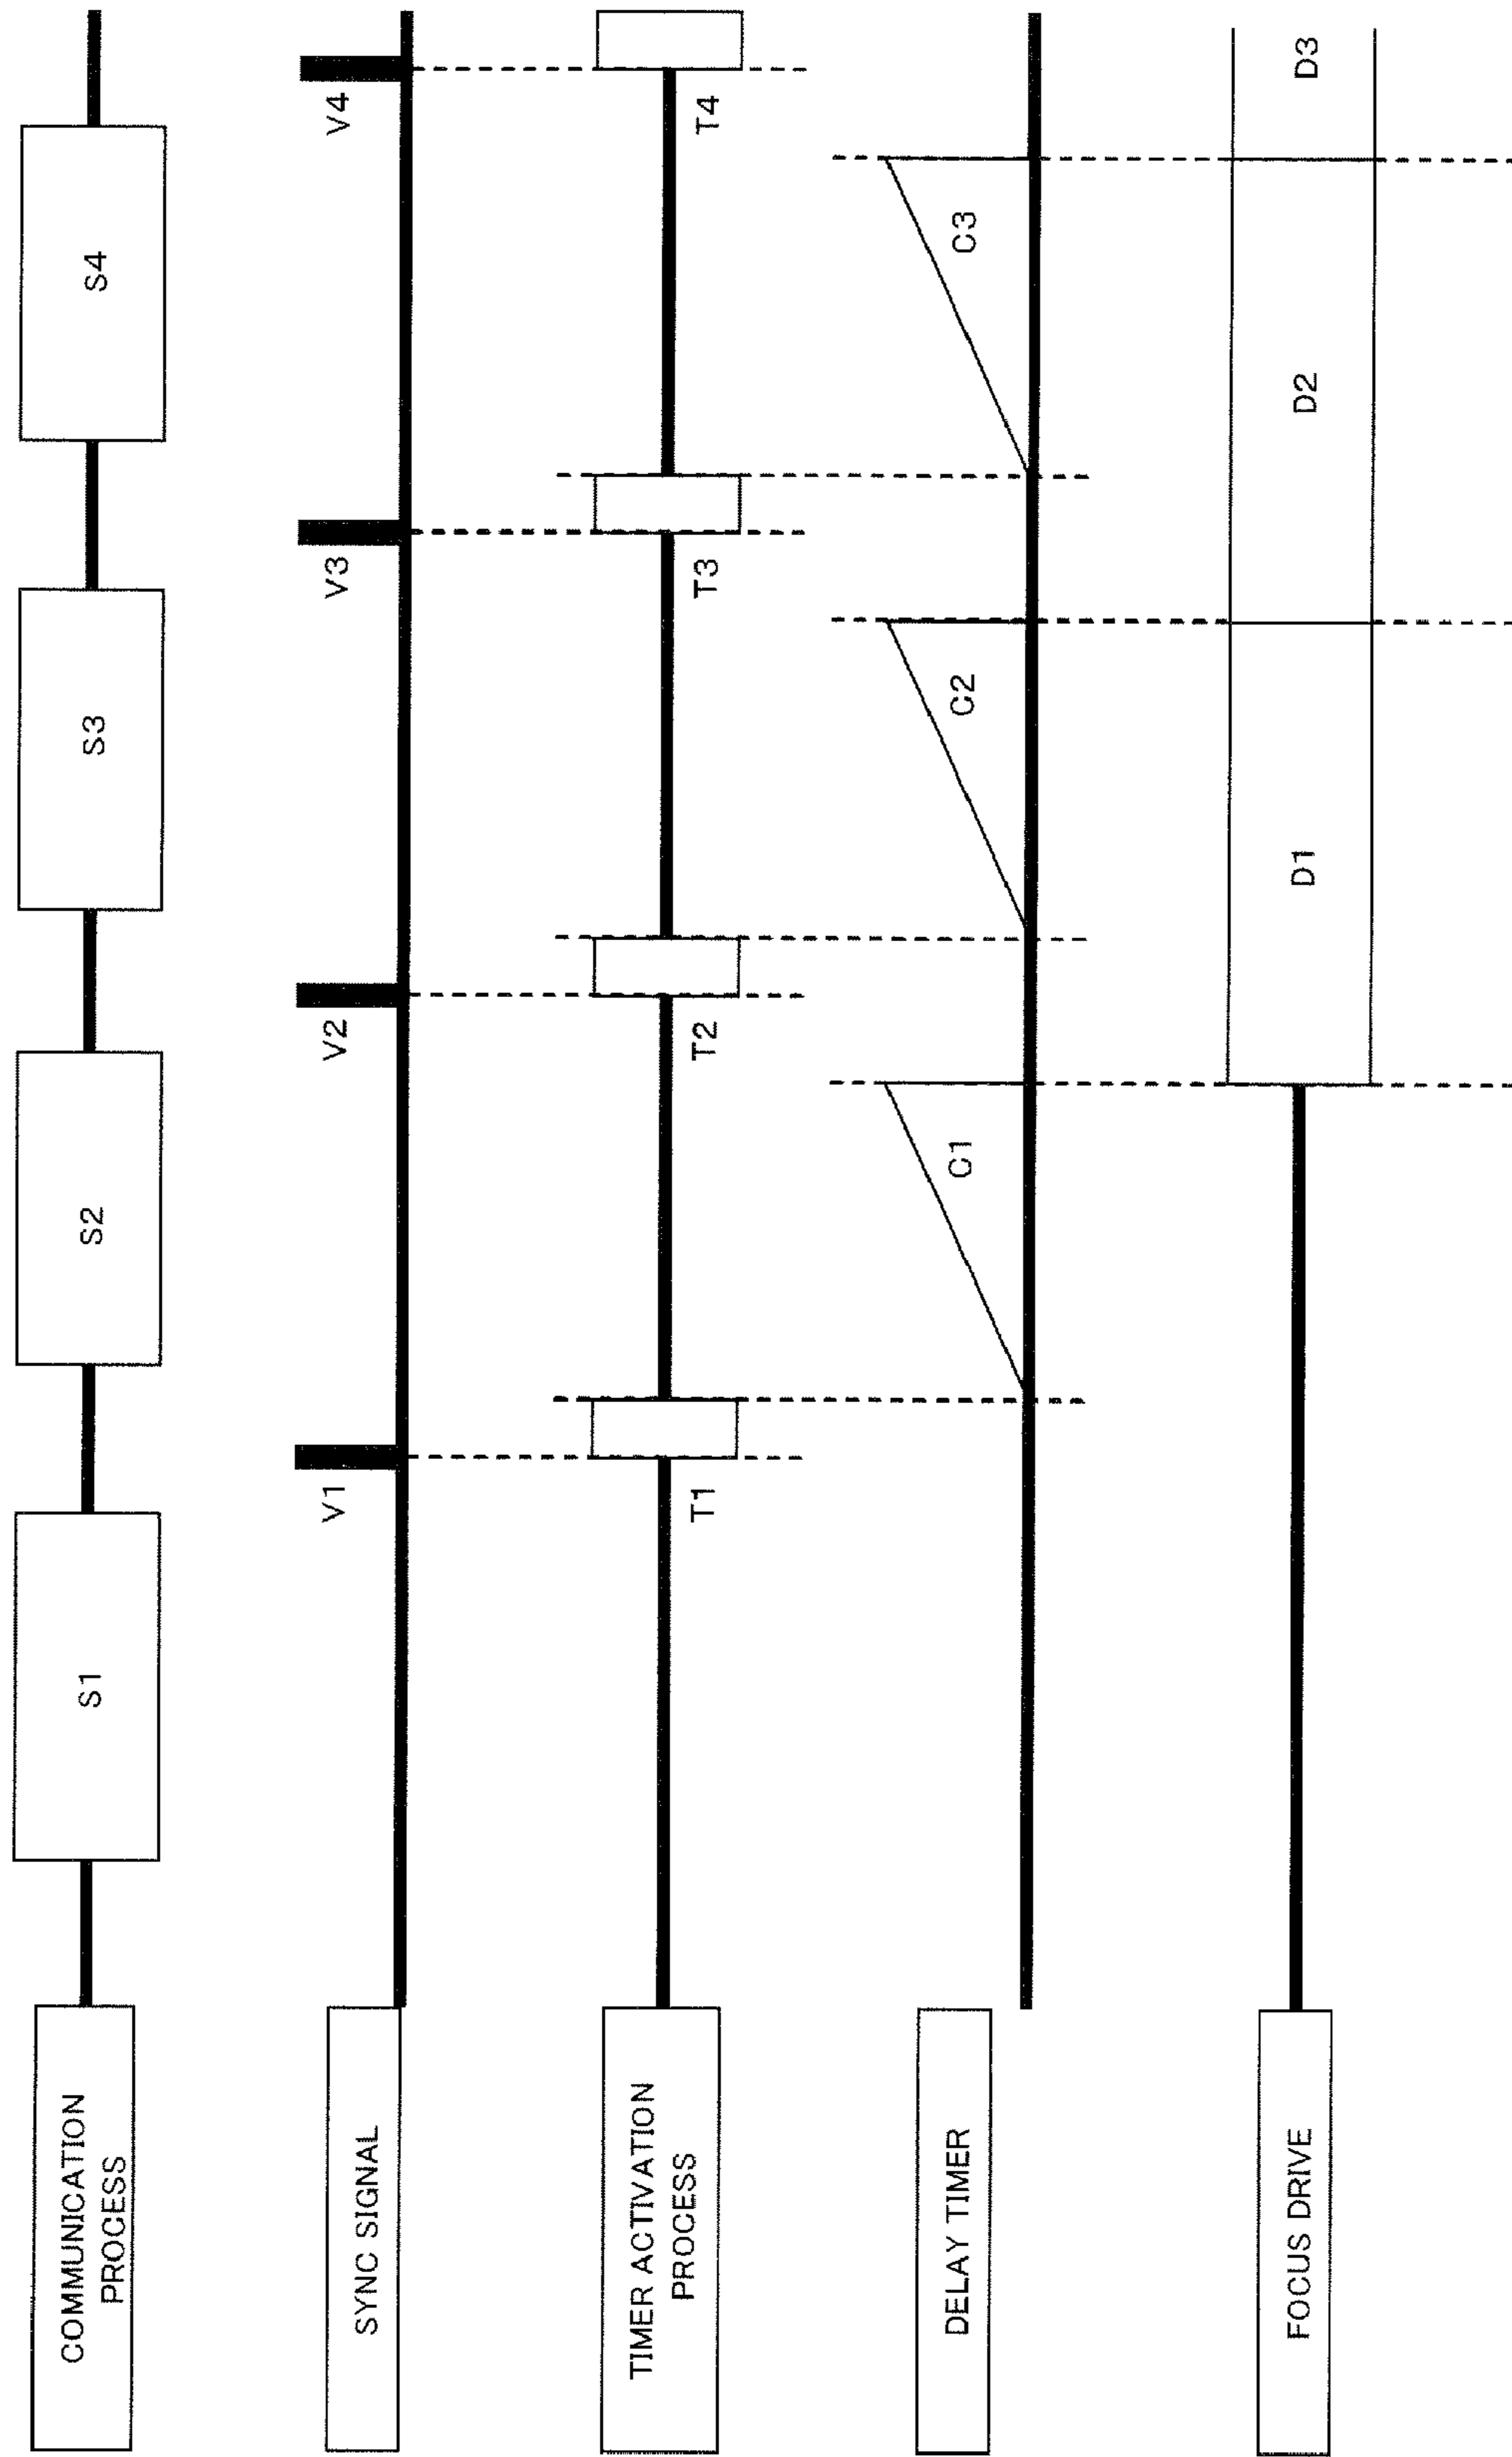 COMMUNICATION
PROCESS
S1
S2
S3
S4
SYNC SIGNAL
V1
V2
V3
V4
TIMER ACTIVATION
PROCESS
T1
T2
T3
T4
DELAY TIMER
C1
C2
C3
FOCUS DRIVE
D1
D2
D3